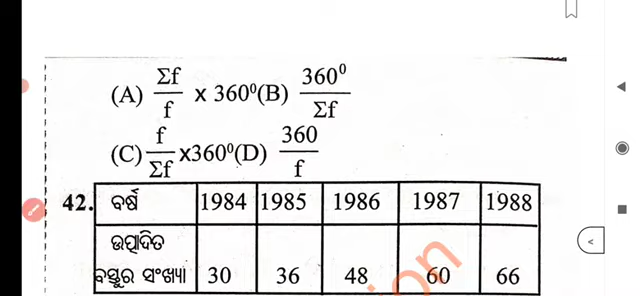 (A) Σf/f x 360⁰(B) 360⁰/Σf
(C) f/Σf x360⁰(D) 360/f
42. ବର୍ଷ 1984 1985 1986 1987 1988
ଉତ୍ପାଦିତ
ବସ୍ତୁର ସଂଖ୍ୟା 30 36 48 60 66